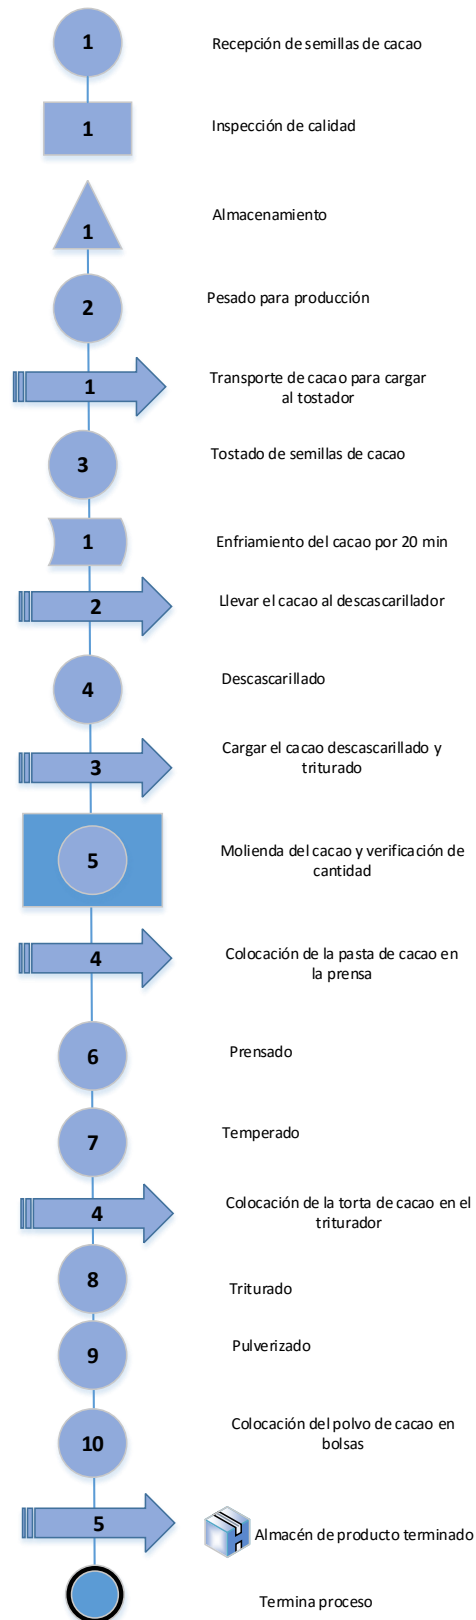 1
Recepción de semillas de cacao
1
Inspección de calidad
1
Almacenamiento
2
Pesado para producción
1
Transporte de cacao para cargar
al tostador
3
Tostado de semillas de cacao
1
Enfriamiento del cacao por 20 min
2
Llevar el cacao al descascarillador
4
Descascarillado
3
Cargar el cacao descascarillado y
triturado
5
Molienda del cacao y verificación de
cantidad
4
Colocación de la pasta de cacao en
la prensa
6
Prensado
7
Temperado
4
Colocación de la torta de cacao en el
triturador
8
Triturado
9
Pulverizado
10
Colocación del polvo de cacao en
bolsas
5
Almacén de producto terminado
Termina proceso